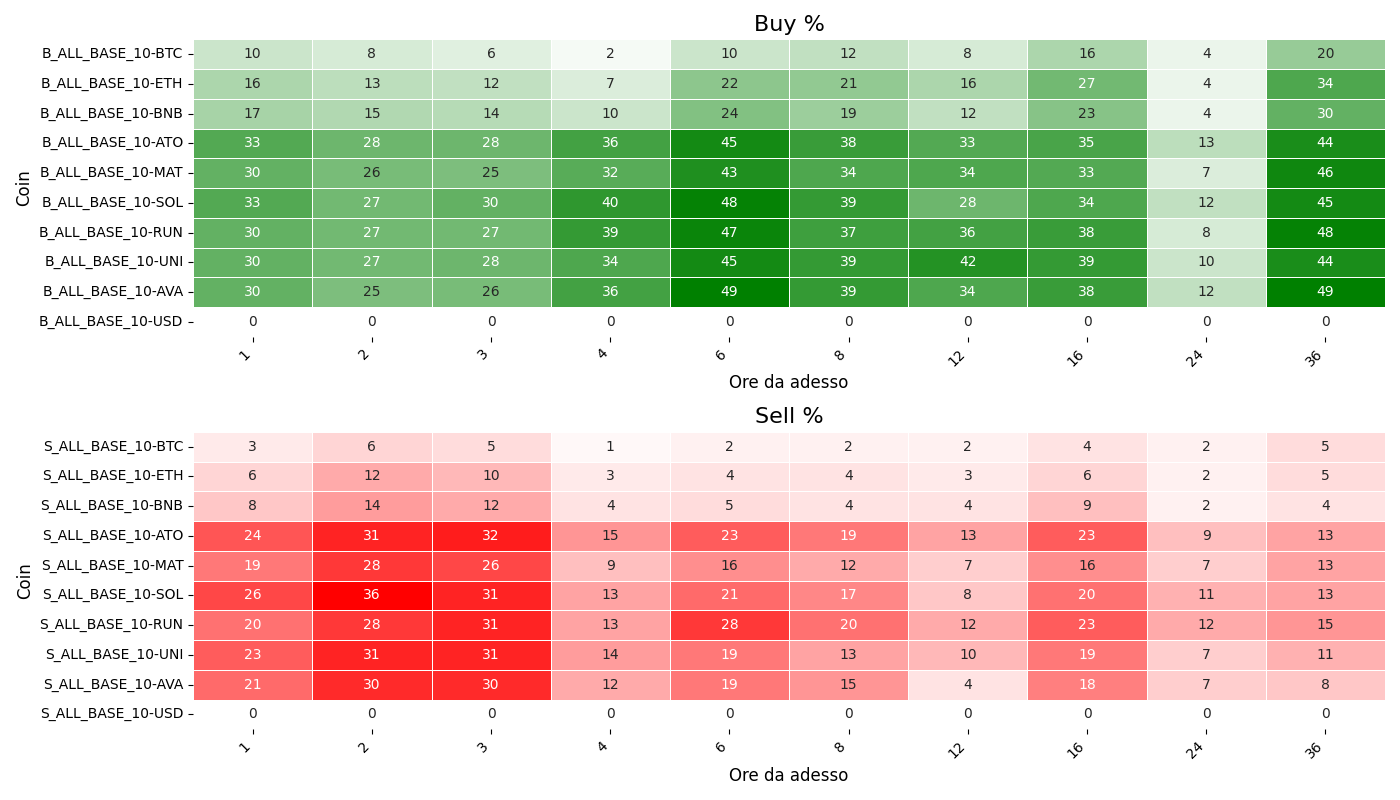 Buy %
Coin
B_ALL_BASE_10-BTC 10 8 6 2 10 12 8 16 4 20
B_ALL_BASE_10-ETH 16 13 12 7 22 21 16 27 4 34
B_ALL_BASE_10-BNB 17 15 14 10 24 19 12 23 4 30
B_ALL_BASE_10-ATO 33 28 28 36 45 38 33 35 13 44
B_ALL_BASE_10-MAT 30 26 25 32 43 34 34 33 7 46
B_ALL_BASE_10-SOL 33 27 30 40 48 39 28 34 12 45
B_ALL_BASE_10-RUN 30 27 27 39 47 37 36 38 8 48
B_ALL_BASE_10-UNI 30 27 28 34 45 39 42 39 10 44
B_ALL_BASE_10-AVA 30 25 26 36 49 39 34 38 12 49
B_ALL_BASE_10-USD 0 0 0 0 0 0 0 0 0 0
1 2 3 4 6 8 12 16 24 36
Ore da adesso
Sell %
Coin
S_ALL_BASE_10-BTC 3 6 5 1 2 2 2 4 2 5
S_ALL_BASE_10-ETH 6 12 10 3 4 4 3 6 2 5
S_ALL_BASE_10-BNB 8 14 12 4 5 4 4 9 2 4
S_ALL_BASE_10-ATO 24 31 32 15 23 19 13 23 9 13
S_ALL_BASE_10-MAT 19 28 26 9 16 12 7 16 7 13
S_ALL_BASE_10-SOL 26 36 31 13 21 17 8 20 11 13
S_ALL_BASE_10-RUN 20 28 31 13 28 20 12 23 12 15
S_ALL_BASE_10-UNI 23 31 31 14 19 13 10 19 7 11
S_ALL_BASE_10-AVA 21 30 30 12 19 15 4 18 7 8
S_ALL_BASE_10-USD 0 0 0 0 0 0 0 0 0 0
1 2 3 4 6 8 12 16 24 36
Ore da adesso